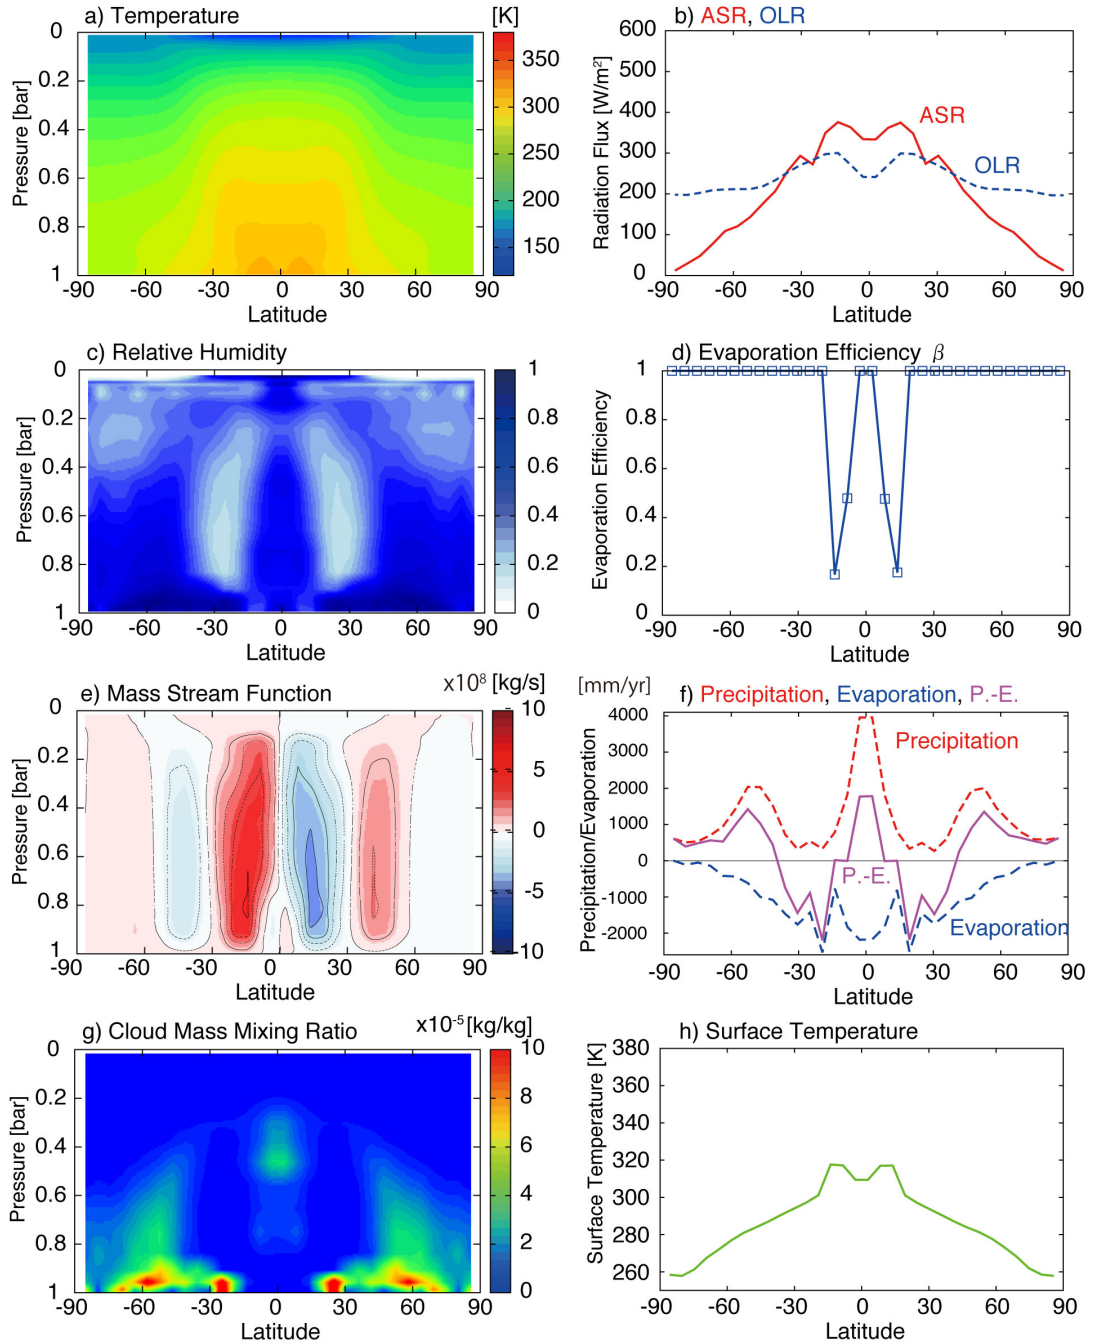 a) Temperature
[K]
0
0.2
0.4
0.6
0.8
1
Pressure [bar]
-90 -60 -30 0 30 60 90
Latitude
350
300
250
200
150
b) ASR, OLR
600
500
400
300
200
100
0
Radiation Flux [W/m²]
ASR
OLR
-90 -60 -30 0 30 60 90
Latitude
c) Relative Humidity
0
0.2
0.4
0.6
0.8
1
Pressure [bar]
-90 -60 -30 0 30 60 90
Latitude
1
0.8
0.6
0.4
0.2
0
d) Evaporation Efficiency β
1
0.8
0.6
0.4
0.2
0
Evaporation Efficiency
-90 -60 -30 0 30 60 90
Latitude
e) Mass Stream Function
x10⁸ [kg/s]
0
0.2
0.4
0.6
0.8
1
Pressure [bar]
-90 -60 -30 0 30 60 90
Latitude
10
5
0
-5
-10
[mm/yr]
f) Precipitation, Evaporation, P.-E.
4000
3000
2000
1000
0
-1000
-2000
Precipitation/Evaporation
Precipitation
P.-E.
Evaporation
-90 -60 -30 0 30 60 90
Latitude
g) Cloud Mass Mixing Ratio
x10⁻⁵ [kg/kg]
0
0.2
0.4
0.6
0.8
1
Pressure [bar]
-90 -60 -30 0 30 60 90
Latitude
10
8
6
4
2
0
h) Surface Temperature
380
360
340
320
300
280
260
Surface Temperature [K]
-90 -60 -30 0 30 60 90
Latitude